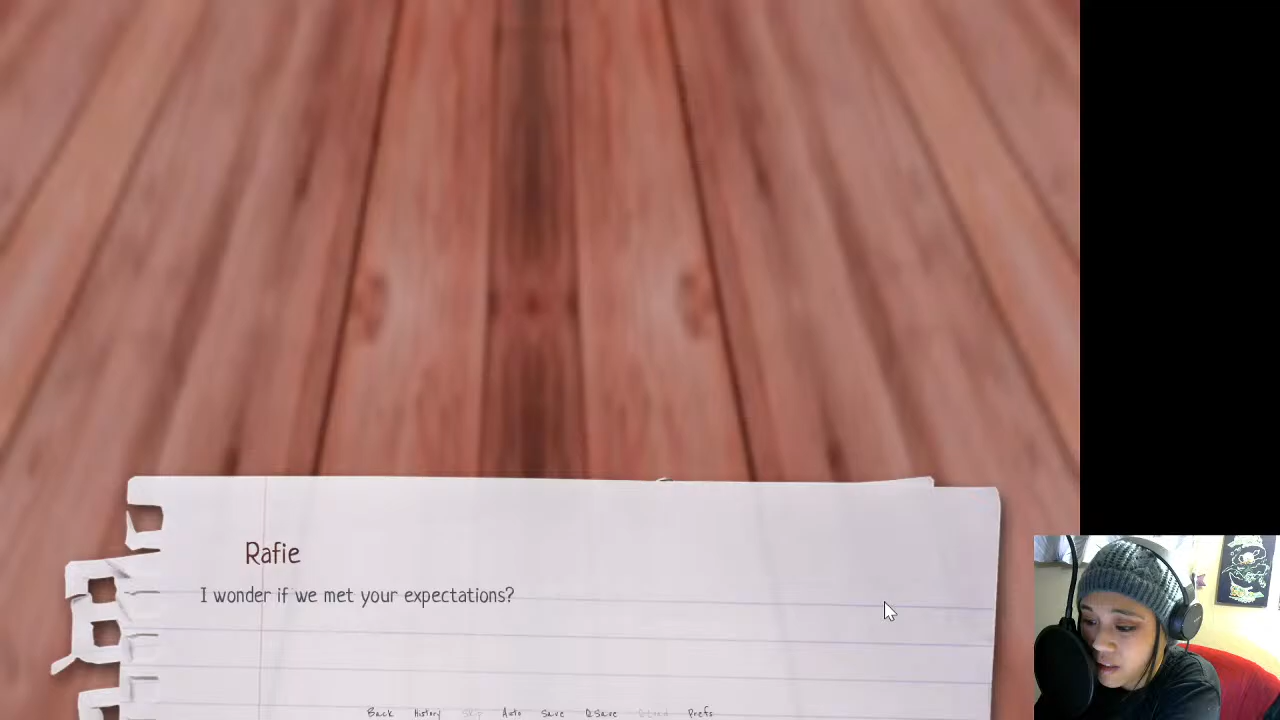 Rafie
I wonder if we met your expectations?
Back History Skip Auto Save Q.Save Q.Load Prefs